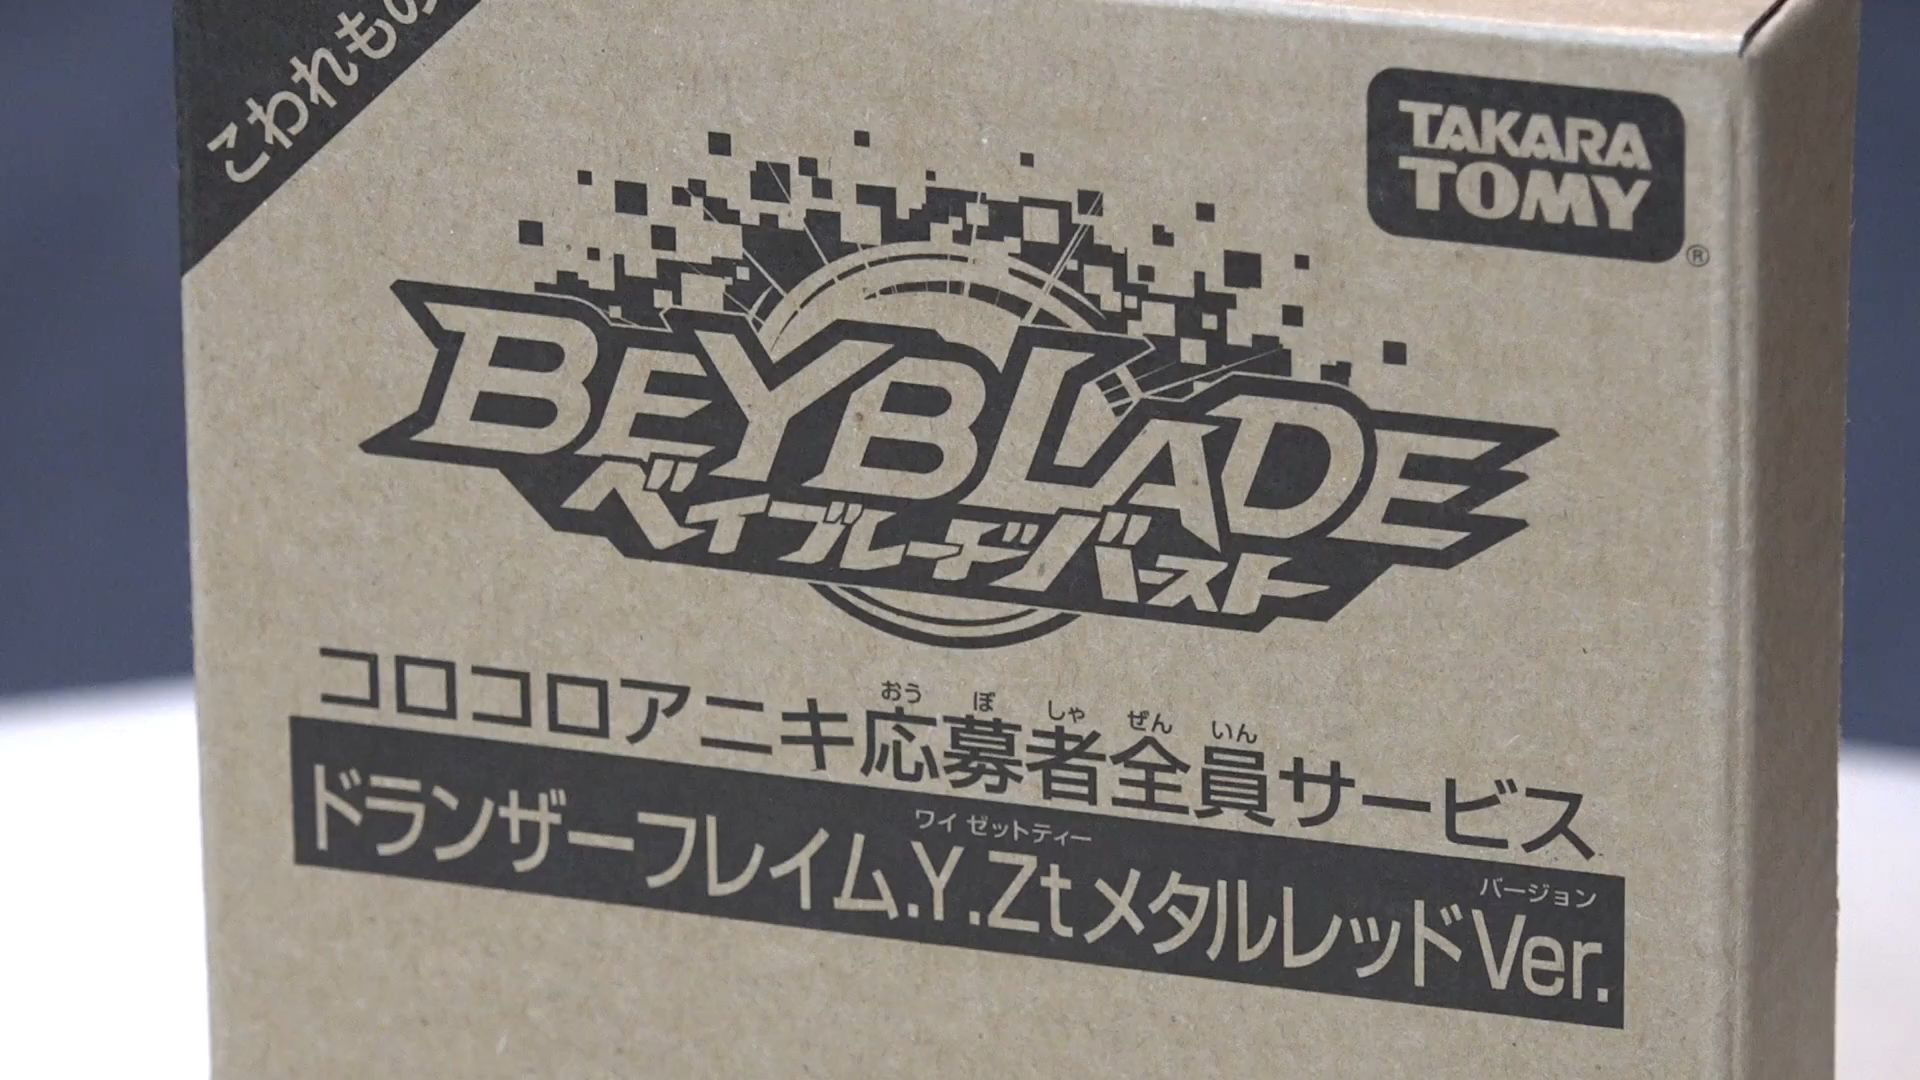 こわれもの
TAKARA
TOMY
®
BEYBLADE
ベイブレードバースト
コロコロアニキ応募者全員サービス
おう ぼ しゃ ぜん いん
ドランザーフレイム.Y.ZtメタルレッドVer.
ワイ ゼットティー
バージョン